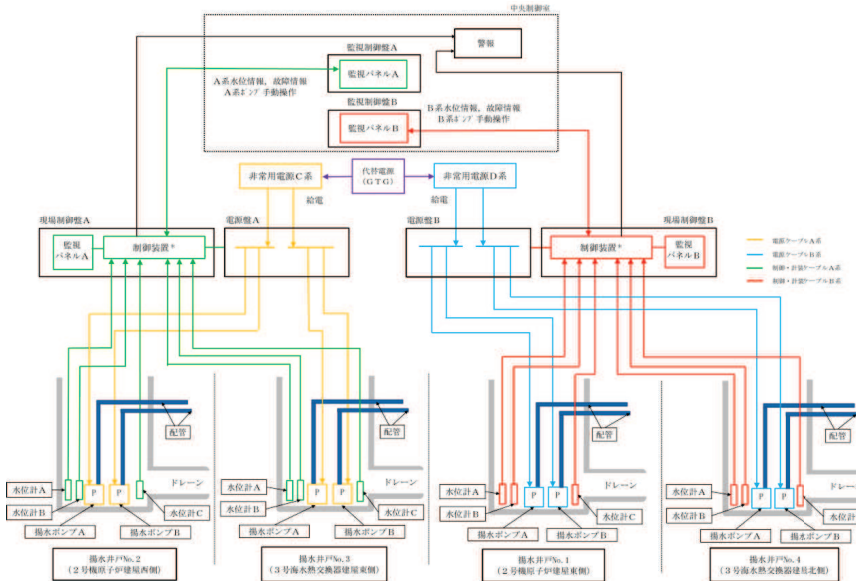 中央制御室
警報
監視制御盤A
監視パネルA
A系水位情報，故障情報
A系ポンプ手動操作
監視制御盤B
監視パネルB
B系水位情報，故障情報
B系ポンプ手動操作
非常用電源C系
代替電源
（GTG）
非常用電源D系
給電
給電
現場制御盤A
監視
パネルA
制御装置*
電源盤A
電源盤B
現場制御盤B
制御装置*
監視
パネルB
電源ケーブルA系
電源ケーブルB系
制御・計装ケーブルA系
制御・計装ケーブルB系
配管
配管
配管
配管
ドレーン
ドレーン
ドレーン
ドレーン
水位計A
P
P
水位計B
水位計C
揚水ポンプA
揚水ポンプB
水位計A
P
P
水位計B
水位計C
揚水ポンプA
揚水ポンプB
水位計A
P
P
水位計B
水位計C
揚水ポンプA
揚水ポンプB
水位計A
P
P
水位計B
水位計C
揚水ポンプA
揚水ポンプB
揚水井戸No.2
（2号機原子炉建屋西側）
揚水井戸No.3
（3号海水熱交換器建屋東側）
揚水井戸No.1
（2号機原子炉建屋東側）
揚水井戸No.4
（3号海水熱交換器建屋北側）